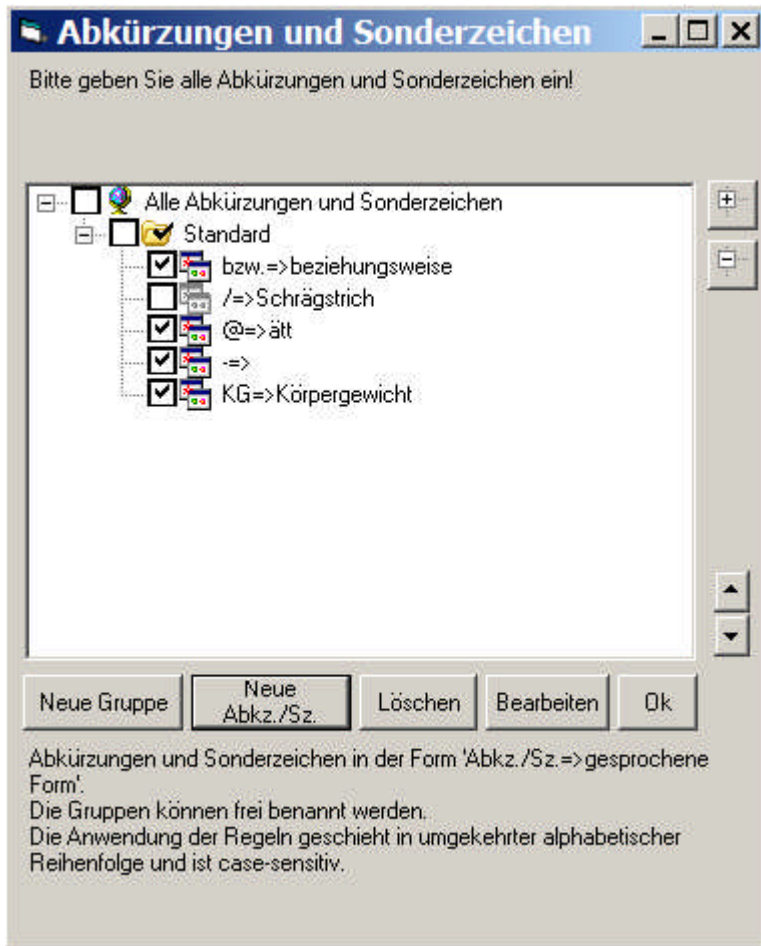 Abkürzungen und Sonderzeichen
Bitte geben Sie alle Abkürzungen und Sonderzeichen ein!
Alle Abkürzungen und Sonderzeichen
Standard
bzw.=>beziehungsweise
/=>Schrägstrich
@=>ätt
-=>
KG=>Körpergewicht
Neue Gruppe
Neue
Abkz./Sz.
Löschen
Bearbeiten
Ok
Abkürzungen und Sonderzeichen in der Form 'Abkz./Sz.=>gesprochene
Form'.
Die Gruppen können frei benannt werden.
Die Anwendung der Regeln geschieht in umgekehrter alphabetischer
Reihenfolge und ist case-sensitiv.